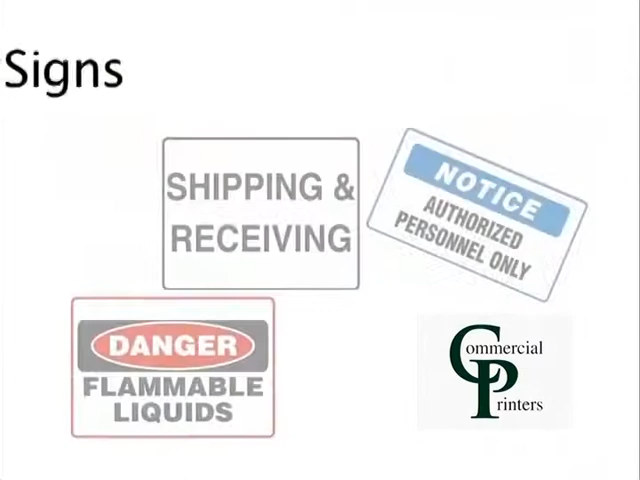 Signs
SHIPPING &
RECEIVING
NOTICE
AUTHORIZED
PERSONNEL ONLY
DANGER
FLAMMABLE
LIQUIDS
Commercial
Printers